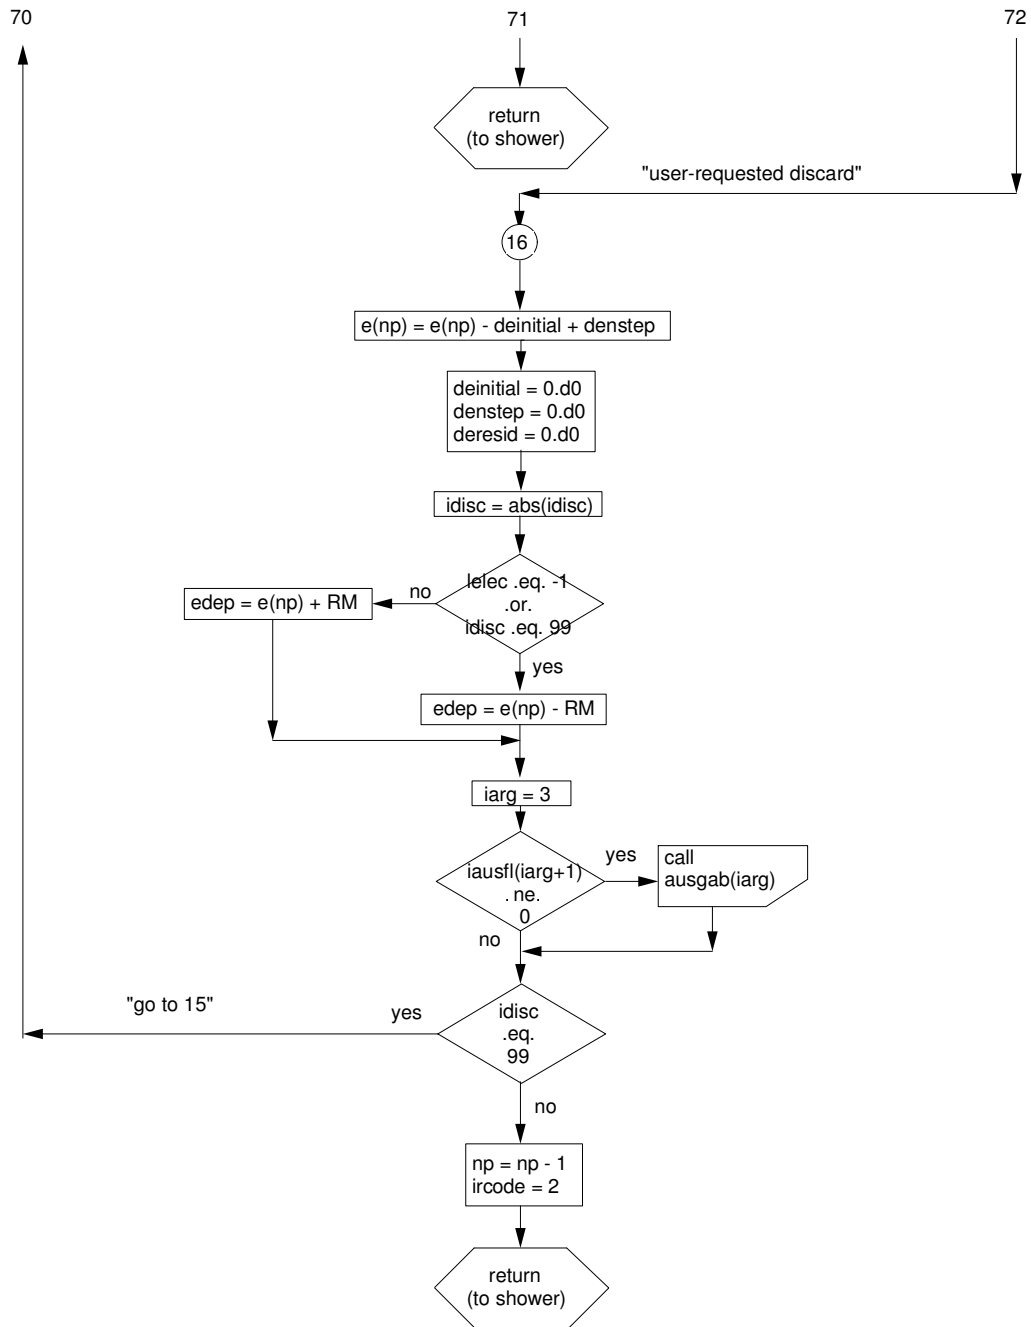 70
71
72
return
(to shower)
"user-requested discard"
16
e(np) = e(np) - deinitial + denstep
deinitial = 0.d0
denstep = 0.d0
deresid = 0.d0
idisc = abs(idisc)
lelec .eq. -1
.or.
idisc .eq. 99
no
edep = e(np) + RM
yes
edep = e(np) - RM
iarg = 3
iausfl(iarg+1)
. ne.
0
yes
call
ausgab(iarg)
no
idisc
.eq.
99
yes
"go to 15"
no
np = np - 1
ircode = 2
return
(to shower)